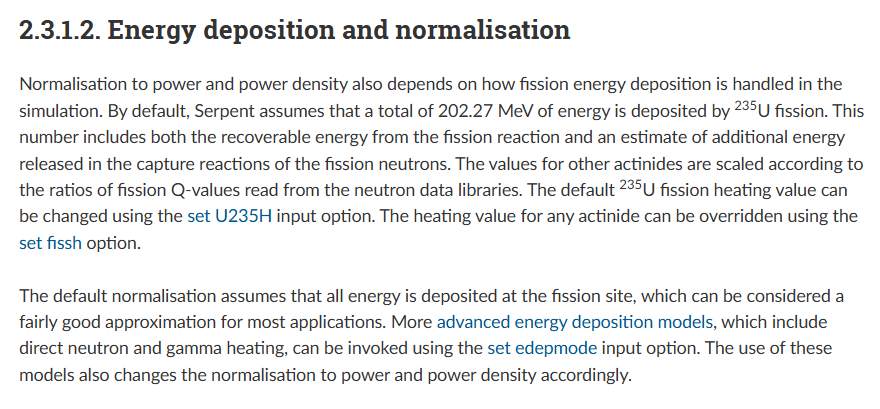 2.3.1.2. Energy deposition and normalisation
Normalisation to power and power density also depends on how fission energy deposition is handled in the
simulation. By default, Serpent assumes that a total of 202.27 MeV of energy is deposited by ²³⁵U fission. This
number includes both the recoverable energy from the fission reaction and an estimate of additional energy
released in the capture reactions of the fission neutrons. The values for other actinides are scaled according to
the ratios of fission Q-values read from the neutron data libraries. The default ²³⁵U fission heating value can
be changed using the set U235H input option. The heating value for any actinide can be overridden using the
set fissh option.
The default normalisation assumes that all energy is deposited at the fission site, which can be considered a
fairly good approximation for most applications. More advanced energy deposition models, which include
direct neutron and gamma heating, can be invoked using the set edepmode input option. The use of these
models also changes the normalisation to power and power density accordingly.